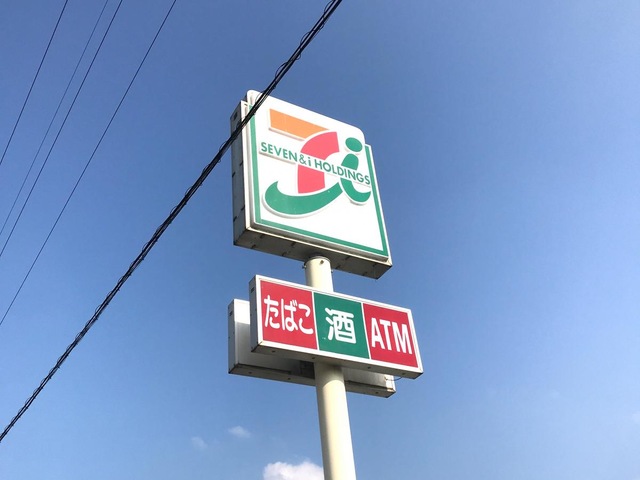 SEVEN & i HOLDINGS
たばこ 酒 ATM